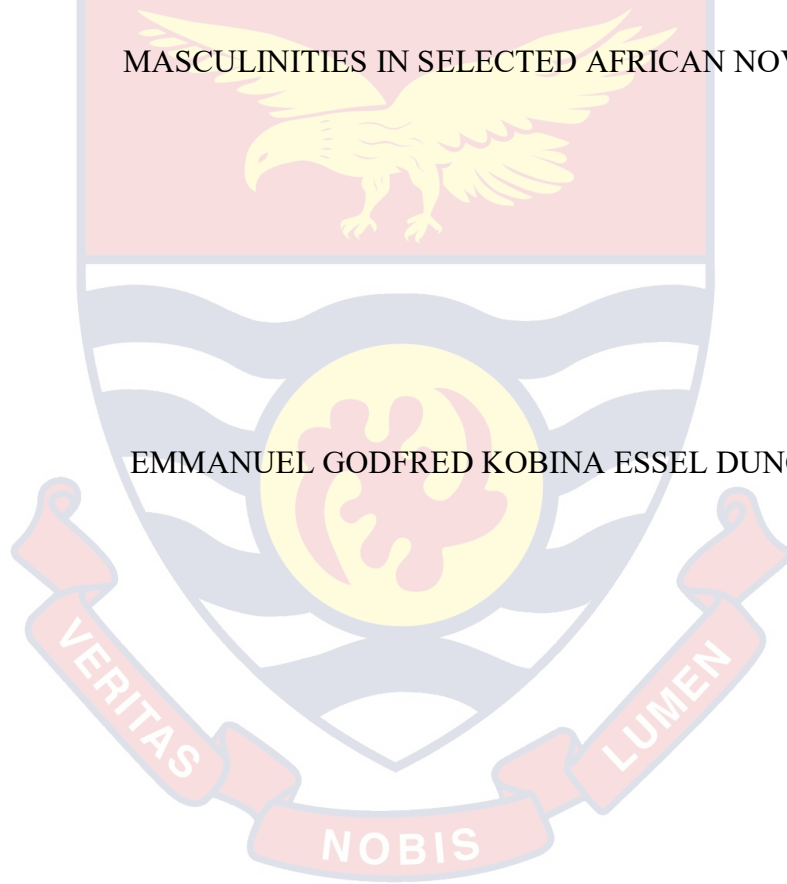 MASCULINITIES IN SELECTED AFRICAN NOV
EMMANUEL GODFRED KOBINA ESSEL DUN
VERITAS
NOBIS
LUMEN